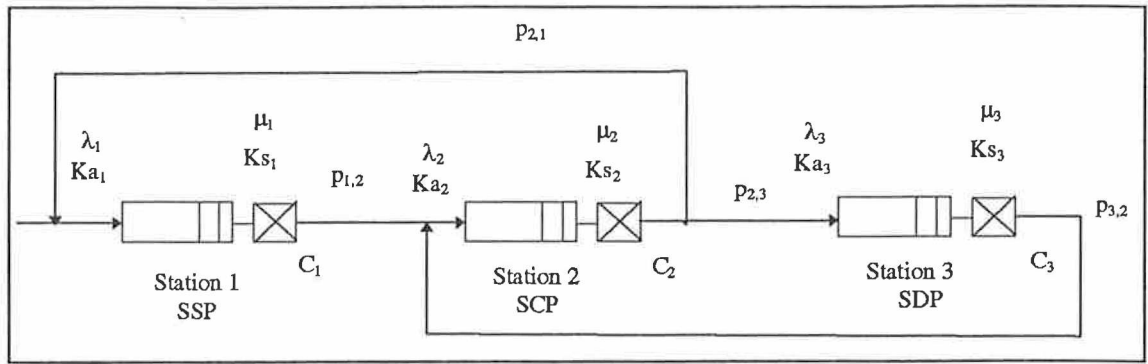 p₂,₁
λ₁
Ka₁
μ₁
Ks₁
p₁,₂
λ₂
Ka₂
μ₂
Ks₂
p₂,₃
λ₃
Ka₃
μ₃
Ks₃
p₃,₂
C₁
C₂
C₃
Station 1
SSP
Station 2
SCP
Station 3
SDP